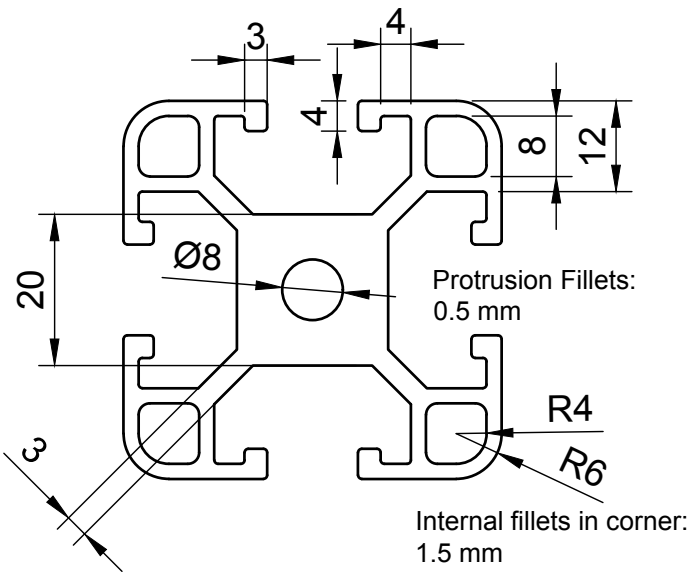 3
4
4
8
12
20
Ø8
Protrusion Fillets:
0.5 mm
R4
R6
3
Internal fillets in corner:
1.5 mm